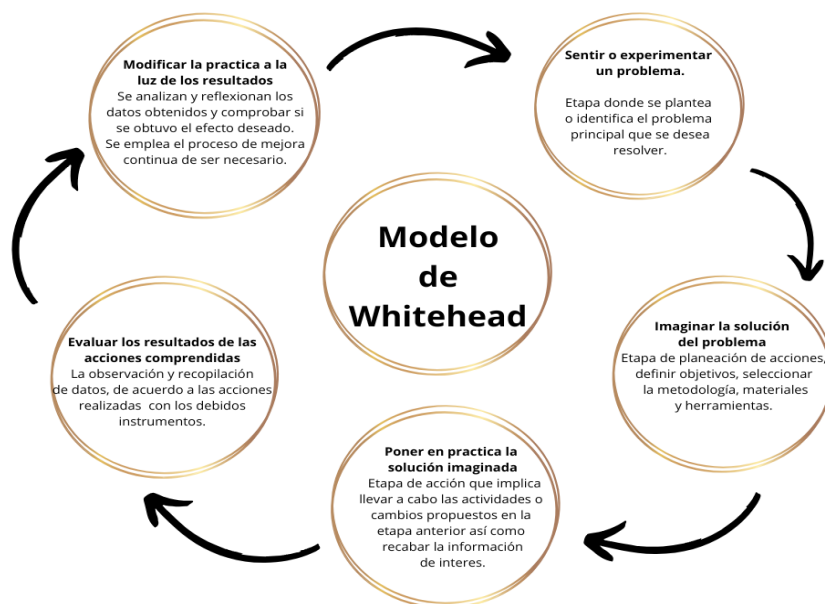 Modelo
de
Whitehead
Sentir o experimentar
un problema.
Etapa donde se plantea
o identifica el problema
principal que se desea
resolver.
Imaginar la solución
del problema
Etapa de planeación de acciones,
definir objetivos, seleccionar
la metodología, materiales
y herramientas.
Poner en practica la
solución imaginada
Etapa de acción que implica
llevar a cabo las actividades o
cambios propuestos en la
etapa anterior así como
recabar la información
de interes.
Evaluar los resultados de las
acciones comprendidas
La observación y recopilación
de datos, de acuerdo a las acciones
realizadas con los debidos
instrumentos.
Modificar la practica a la
luz de los resultados
Se analizan y reflexionan los
datos obtenidos y comprobar si
se obtuvo el efecto deseado.
Se emplea el proceso de mejora
continua de ser necesario.